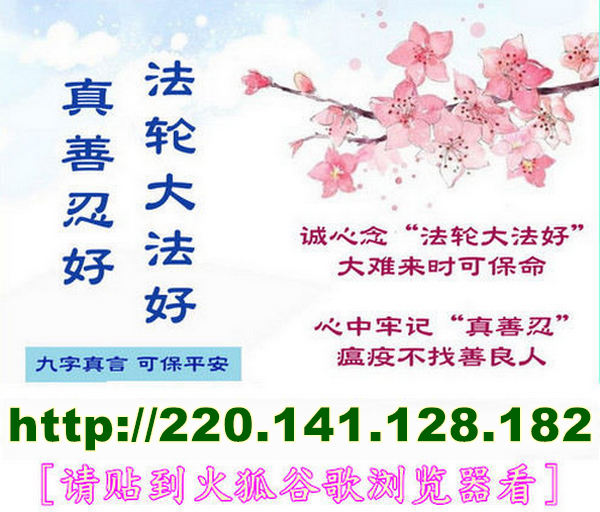 法轮大法好
真善忍好
九字真言 可保平安
诚心念“法轮大法好”
大难来时可保命
心中牢记“真善忍”
瘟疫不找善良人
http://220.141.128.182
[请贴到火狐谷歌浏览器看]